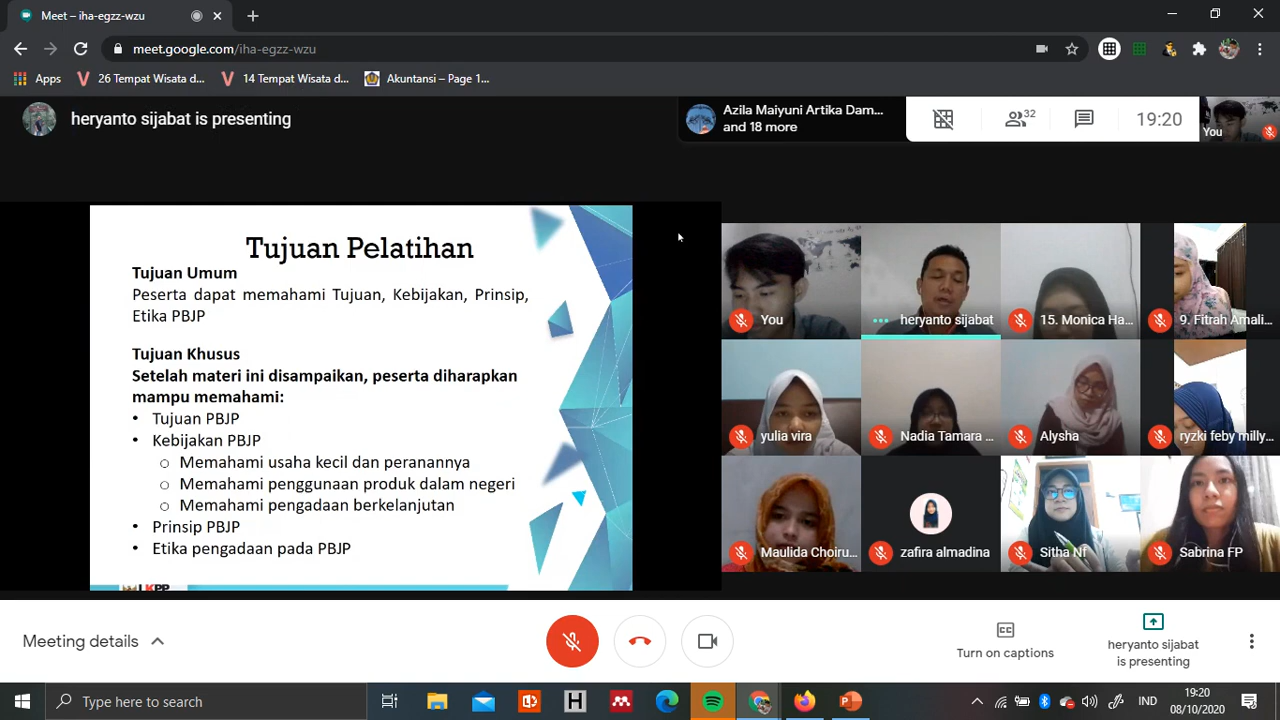 Meet – iha-egzz-wzu
meet.google.com/iha-egzz-wzu
Apps
26 Tempat Wisata d...
14 Tempat Wisata d...
Akuntansi – Page 1...
heryanto sijabat is presenting
Azila Maiyuni Artika Dam...
and 18 more
32
19:20
You
Tujuan Pelatihan
Tujuan Umum
Peserta dapat memahami Tujuan, Kebijakan, Prinsip,
Etika PBJP
Tujuan Khusus
Setelah materi ini disampaikan, peserta diharapkan
mampu memahami:
• Tujuan PBJP
• Kebijakan PBJP
o Memahami usaha kecil dan peranannya
o Memahami penggunaan produk dalam negeri
o Memahami pengadaan berkelanjutan
• Prinsip PBJP
• Etika pengadaan pada PBJP
LKPP
You
heryanto sijabat
15. Monica Ha...
9. Fitrah Amali...
yulia vira
Nadia Tamara ...
Alysha
ryzki feby milly...
Maulida Choiru...
zafira almadina
Sitha Nf
Sabrina FP
Meeting details
CC
Turn on captions
heryanto sijabat
is presenting
Type here to search
IND
19:20
08/10/2020